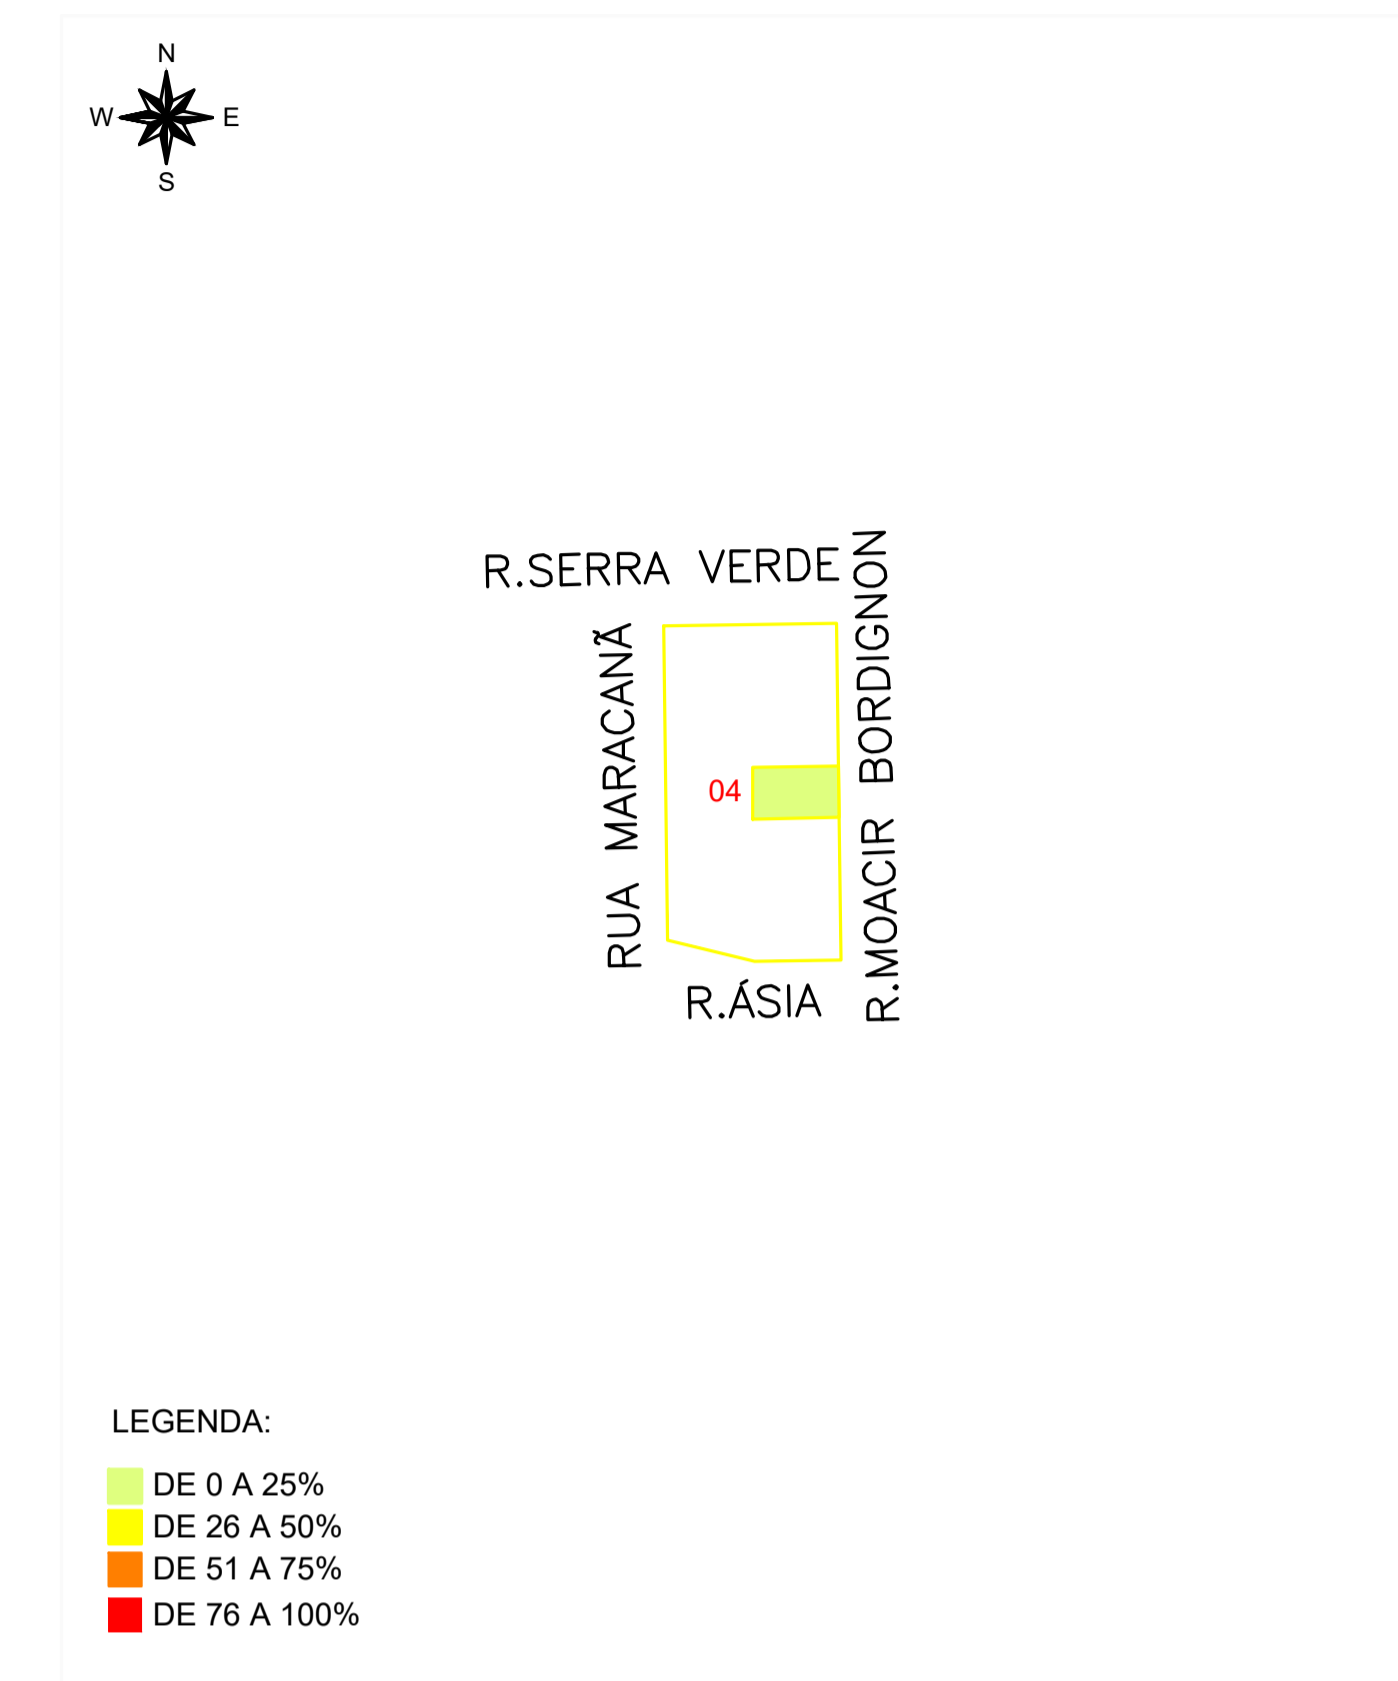 N
W E
S
R.SERRA VERDE
R.MOACIR BORDIGNON
RUA MARACANÃ
04
R.ÁSIA
LEGENDA:
DE 0 A 25%
DE 26 A 50%
DE 51 A 75%
DE 76 A 100%